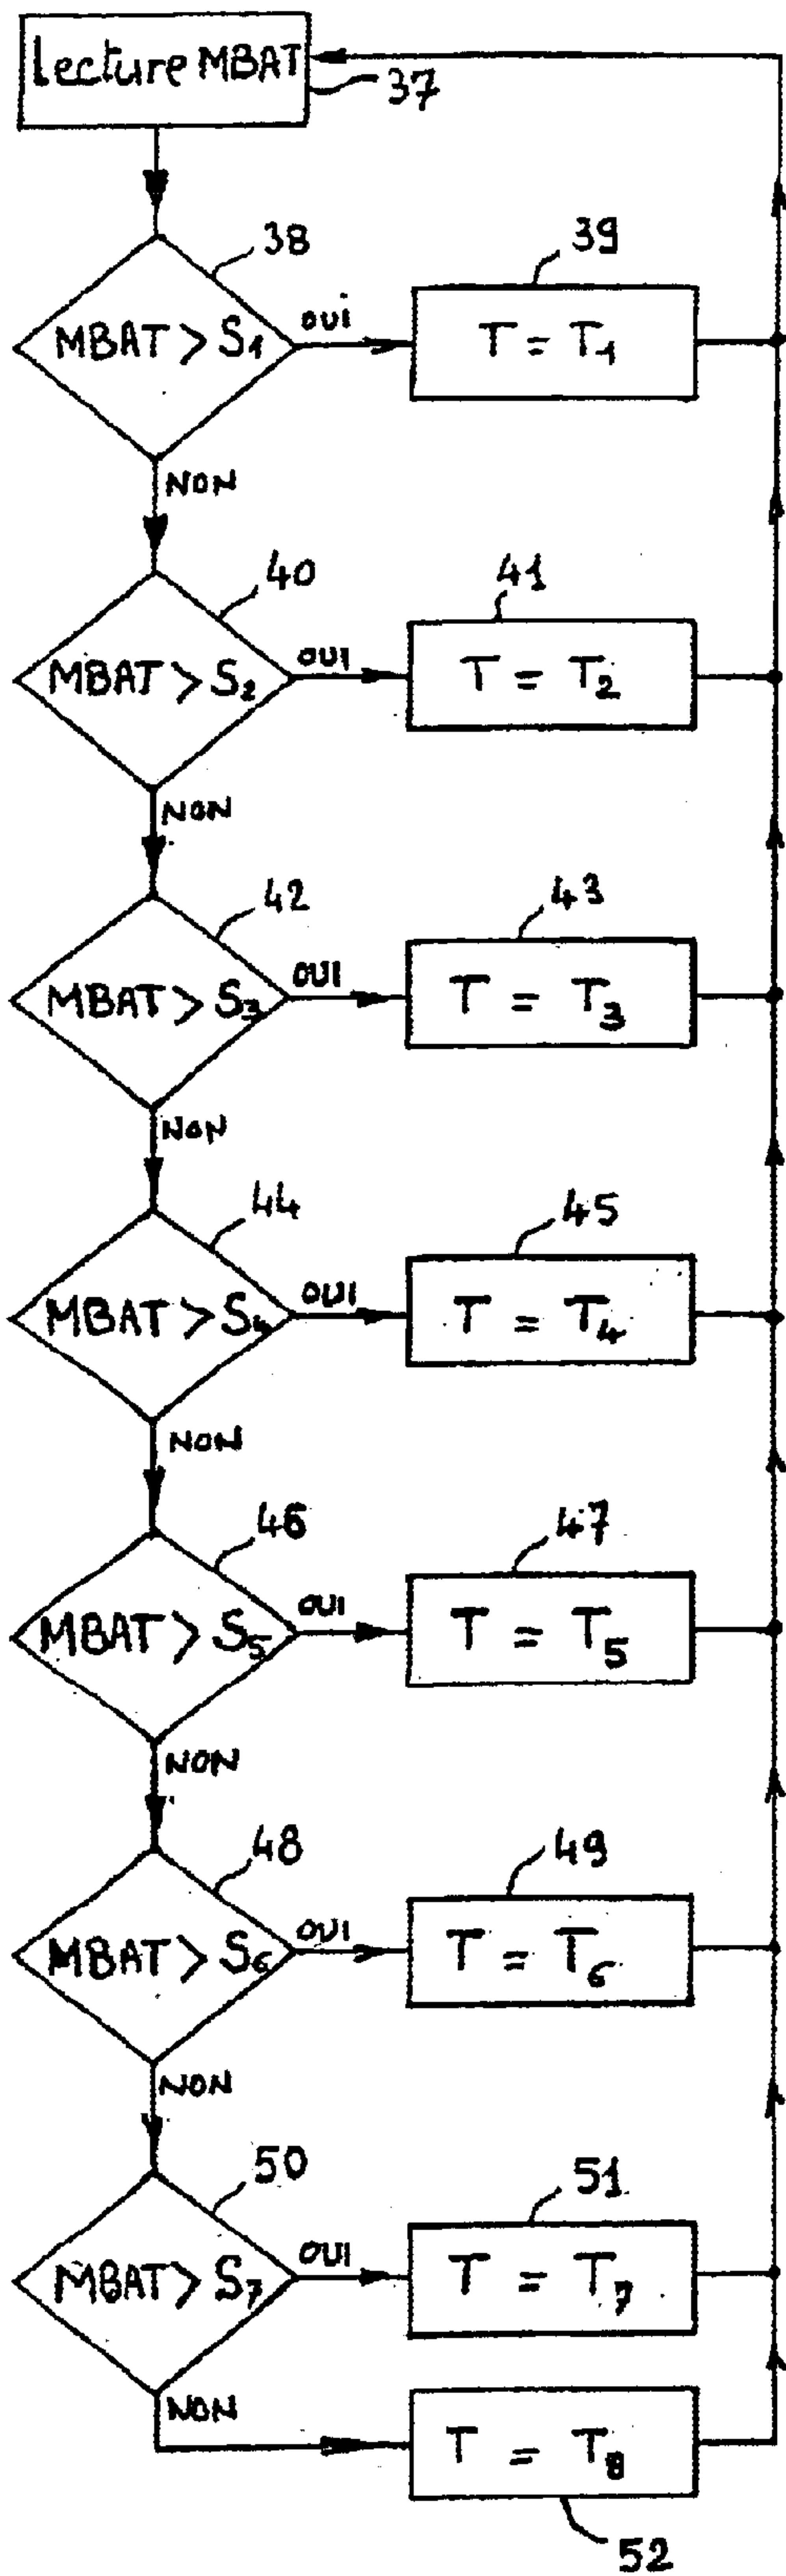 lecture MBAT
37
38
39
MBAT > S₁
OUI
T = T₁
NON
40
41
MBAT > S₂
OUI
T = T₂
NON
42
43
MBAT > S₃
OUI
T = T₃
NON
44
45
MBAT > S₄
OUI
T = T₄
NON
46
47
MBAT > S₅
OUI
T = T₅
NON
48
49
MBAT > S₆
OUI
T = T₆
NON
50
51
MBAT > S₇
OUI
T = T₇
NON
T = T₈
52